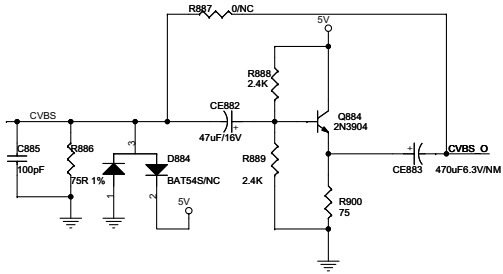 R887 0/NC
5V
R888
2.4K
CE882
Q884
2N3904
CVBS
47uF/16V
CVBS_O
C885
100pF
R886
75R 1%
3
D884
BAT54S/NC
R889
2.4K
CE883
470uF6.3V/NM
1
2
5V
R900
75